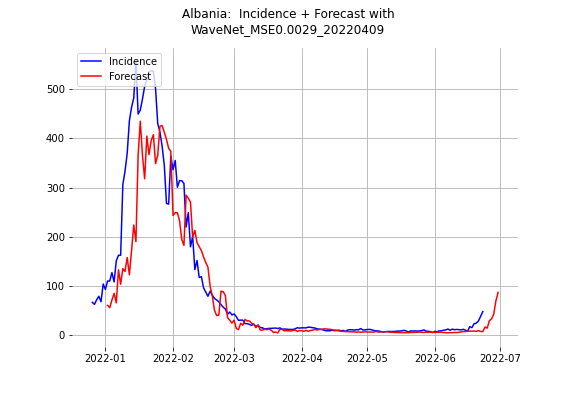 Albania:  Incidence + Forecast with
WaveNet_MSE0.0029_20220409
Incidence
Forecast
500
400
300
200
100
0
2022-01 2022-02 2022-03 2022-04 2022-05 2022-06 2022-07